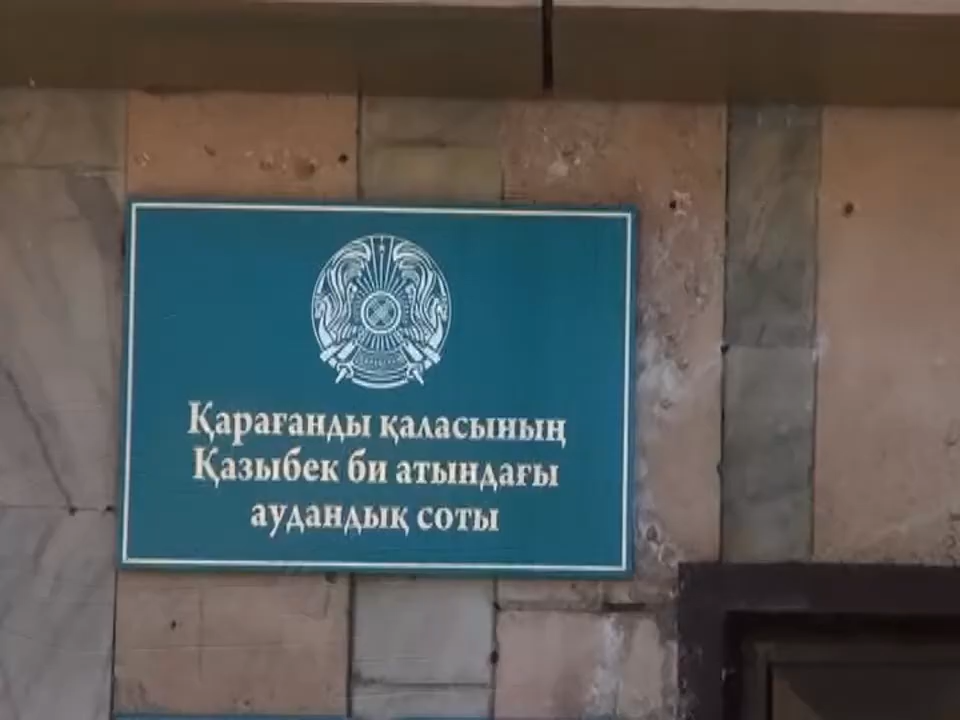 Қарағанды қаласының
Қазыбек би атындағы
аудандық соты